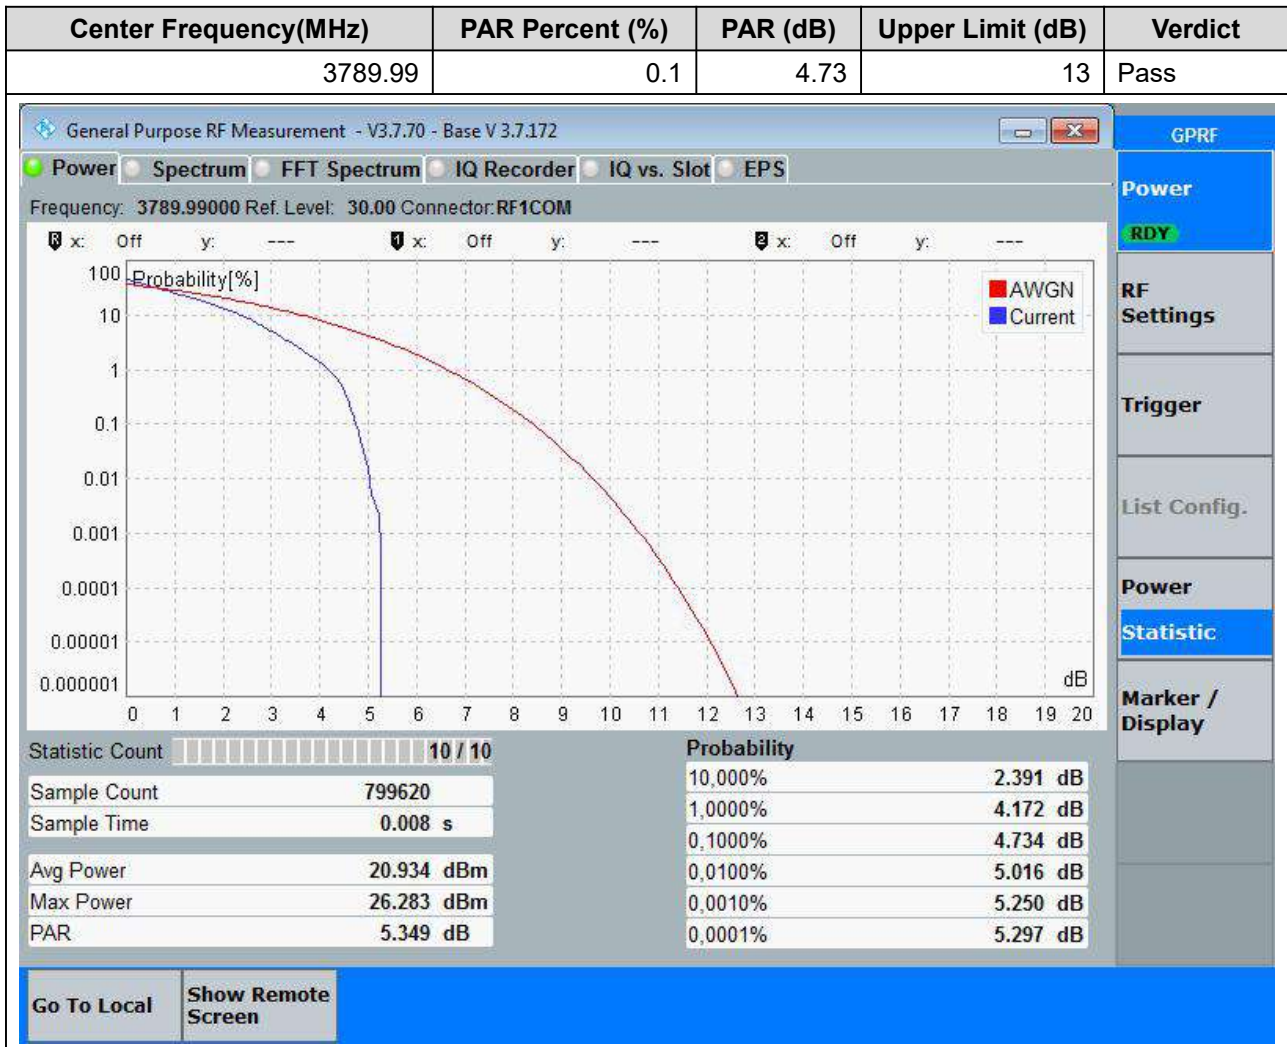 Center Frequency(MHz) PAR Percent (%) PAR (dB) Upper Limit (dB) Verdict
3789.99 0.1 4.73 13 Pass
General Purpose RF Measurement - V3.7.70 - Base V 3.7.172
GPRF
Power Spectrum FFT Spectrum IQ Recorder IQ vs. Slot EPS
Power
RDY
Frequency: 3789.99000 Ref. Level: 30.00 Connector:RF1COM
R x: Off y: --- 1 x: Off y: --- 2 x: Off y: ---
Probability[%]
AWGN
Current
100
10
1
0.1
0.01
0.001
0.0001
0.00001
0.000001
dB
0 1 2 3 4 5 6 7 8 9 10 11 12 13 14 15 16 17 18 19 20
RF
Settings
Trigger
List Config.
Power
Statistic
Marker /
Display
Statistic Count 10 / 10
Sample Count 799620
Sample Time 0.008 s
Avg Power 20.934 dBm
Max Power 26.283 dBm
PAR 5.349 dB
Probability
10,000% 2.391 dB
1,0000% 4.172 dB
0,1000% 4.734 dB
0,0100% 5.016 dB
0,0010% 5.250 dB
0,0001% 5.297 dB
Go To Local
Show Remote
Screen